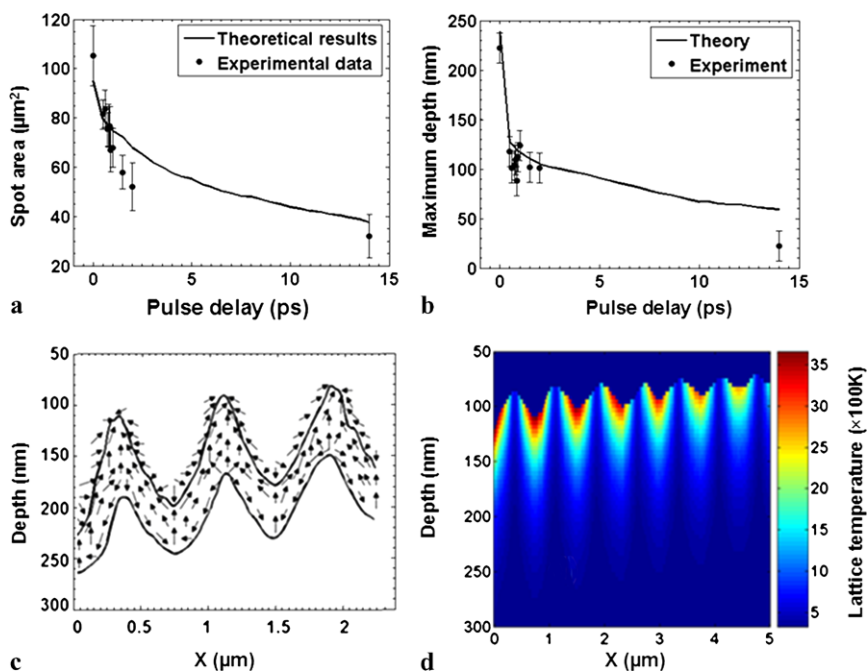 120
100
80
60
40
20
Spot area (μm²)
Theoretical results
Experimental data
0
5
10
15
Pulse delay (ps)
a
250
200
150
100
50
0
Maximum depth (nm)
Theory
Experiment
0
5
10
15
Pulse delay (ps)
b
50
100
150
200
250
300
Depth (nm)
0
0.5
1
1.5
2
X (μm)
c
50
100
150
200
250
300
Depth (nm)
0
1
2
3
4
5
X (μm)
d
35
30
25
20
15
10
5
Lattice temperature (×100K)